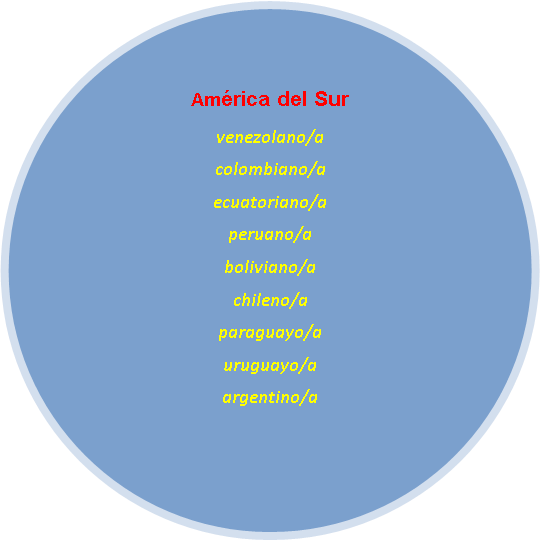 América del Sur
venezolano/a
colombiano/a
ecuatoriano/a
peruano/a
boliviano/a
chileno/a
paraguayo/a
uruguayo/a
argentino/a